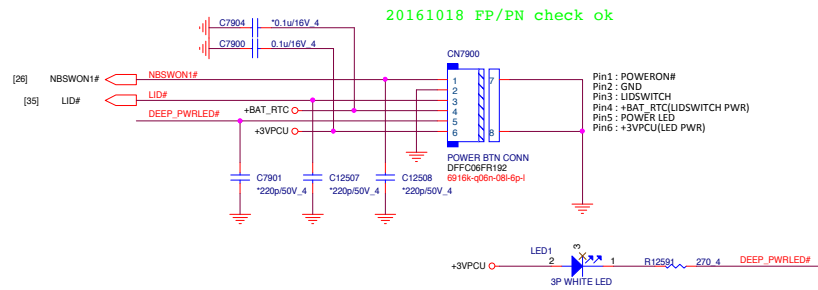 20161018 FP/PN check ok
C7904 *0.1u/16V_4
C7900 0.1u/16V_4
CN7900
[26] NBSWON1# NBSWON1#
[35] LID# LID#
DEEP_PWRLED#
+BAT_RTC
+3VPCU
1
2
3
4
5
6
7
8
Pin1 : POWERON#
Pin2 : GND
Pin3 : LIDSWITCH
Pin4 : +BAT_RTC(LIDSWITCH PWR)
Pin5 : POWER LED
Pin6 : +3VPCU(LED PWR)
POWER BTN CONN
DFFC06FR192
6916k-q06n-08l-6p-l
C7901
*220p/50V_4
C12507
*220p/50V_4
C12508
*220p/50V_4
LED1
3
+3VPCU 2 1 R12591 270_4 DEEP_PWRLED#
3P WHITE LED